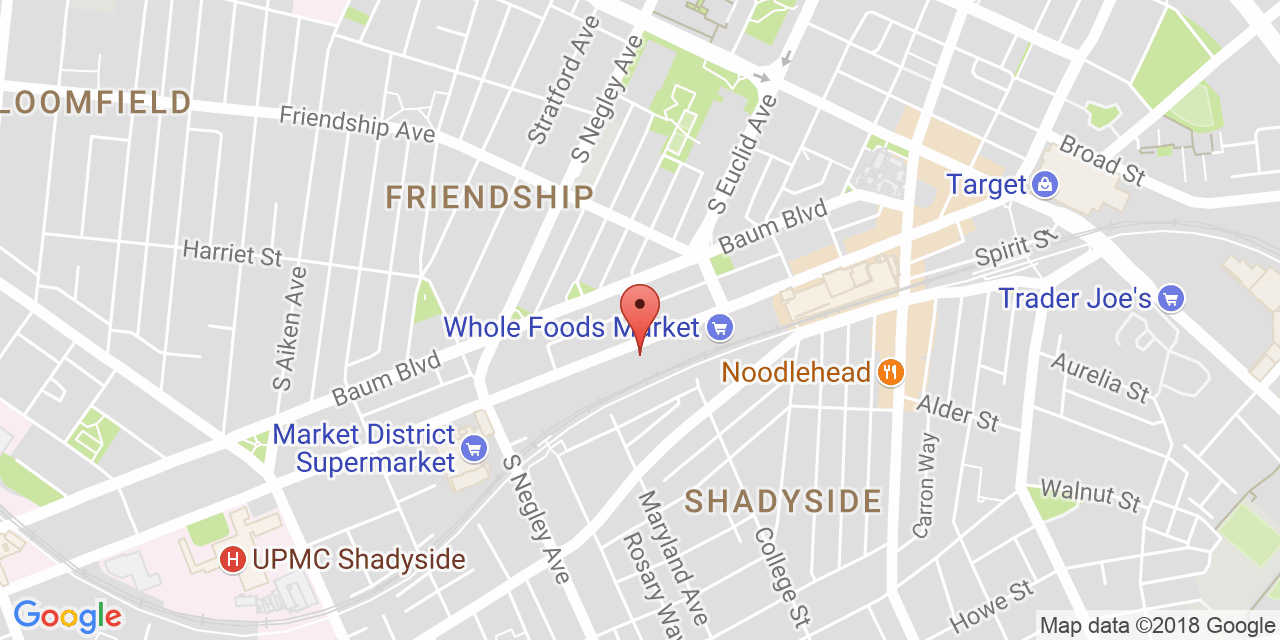 Stratford Ave
S Negley Ave
LOOMFIELD
Friendship Ave
S Euclid Ave
Broad St
FRIENDSHIP
Target
Baum Blvd
Harriet St
Spirit St
S Aiken Ave
Trader Joe's
Whole Foods Market
Baum Blvd
Noodlehead
Aurelia St
Alder St
Market District
Supermarket
S Negley Ave
Carron Way
SHADYSIDE
Walnut St
Maryland Ave
College St
Rosary Way
H UPMC Shadyside
Howe St
Google
Map data ©2018 Google